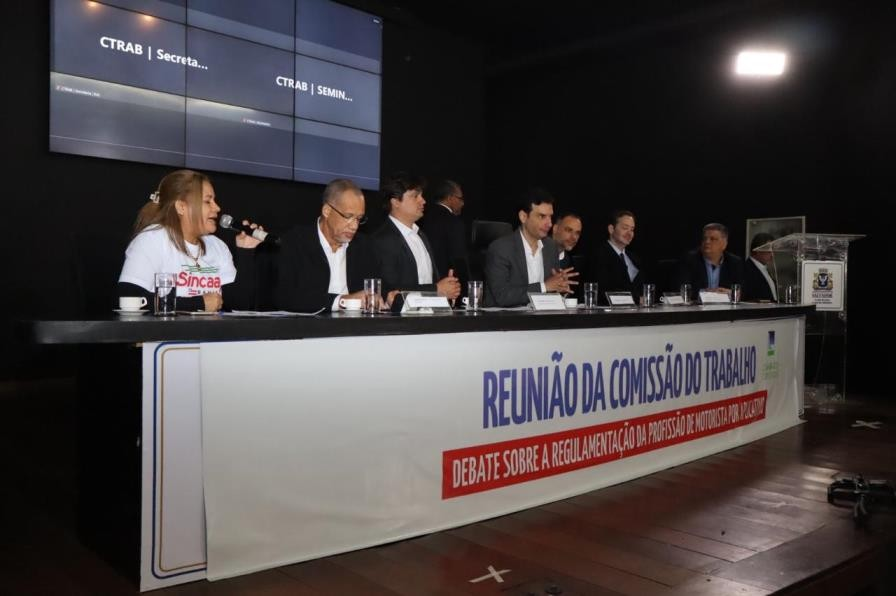 CTRAB | Secreta...
CTRAB | SEMIN...
Sincaa
REUNIÃO DA COMISSÃO DO TRABALHO
DEBATE SOBRE A REGULAMENTAÇÃO DA PROFISSÃO DE MOTORISTA POR APLICATIVO